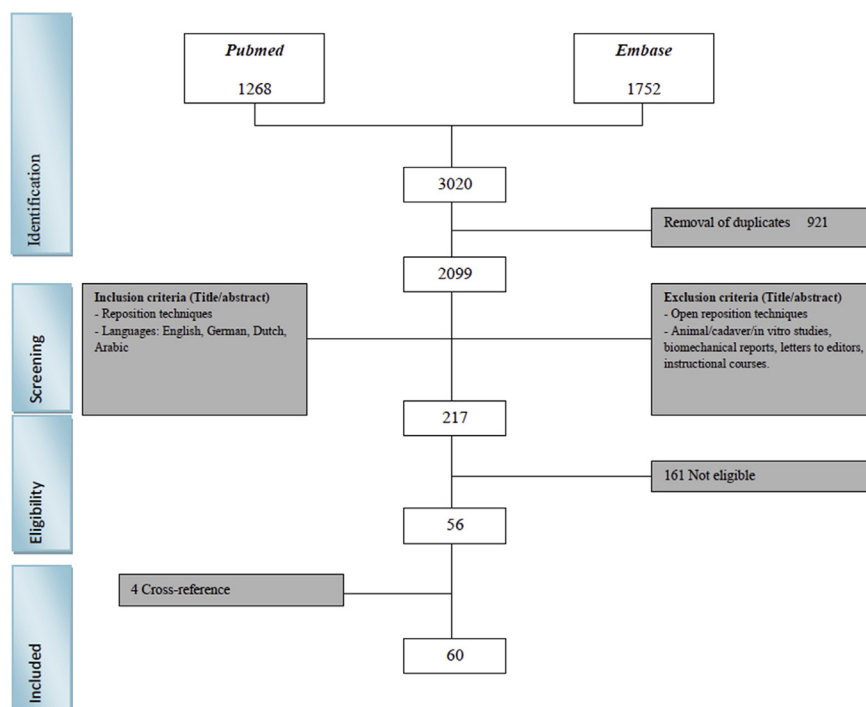 Identification
Pubmed
1268
Embase
1752
3020
Removal of duplicates 921
2099
Screening
Inclusion criteria (Title/abstract)
- Reposition techniques
- Languages: English, German, Dutch,
Arabic
Exclusion criteria (Title/abstract)
- Open reposition techniques
- Animal/cadaver/in vitro studies,
biomechanical reports, letters to editors,
instructional courses.
217
Eligibility
161 Not eligible
56
Included
4 Cross-reference
60